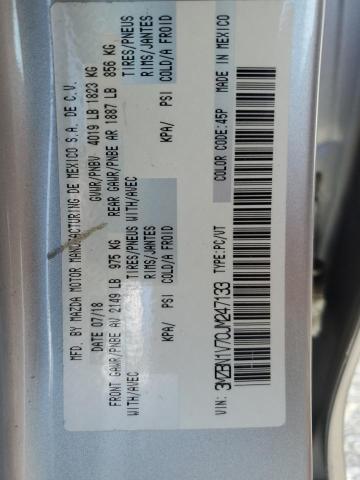 MFD. BY MAZDA MOTOR MANUFACTURING DE MEXICO S.A. DE C.V.
DATE 07/18 GVWR/PNBV 4019 LB 1823 KG
FRONT GAWR/PNBE AV 2149 LB 975 KG REAR GAWR/PNBE AR 1887 LB 856 KG
WITH/AVEC TIRES/PNEUS WITH/AVEC TIRES/PNEUS
RIMS/JANTES RIMS/JANTES
KPA/ PSI COLD/A FROID KPA/ PSI COLD/A FROID
VIN: 3MZBN1V70JM247133 TYPE:PC/VT COLOR CODE:45P MADE IN MEXICO